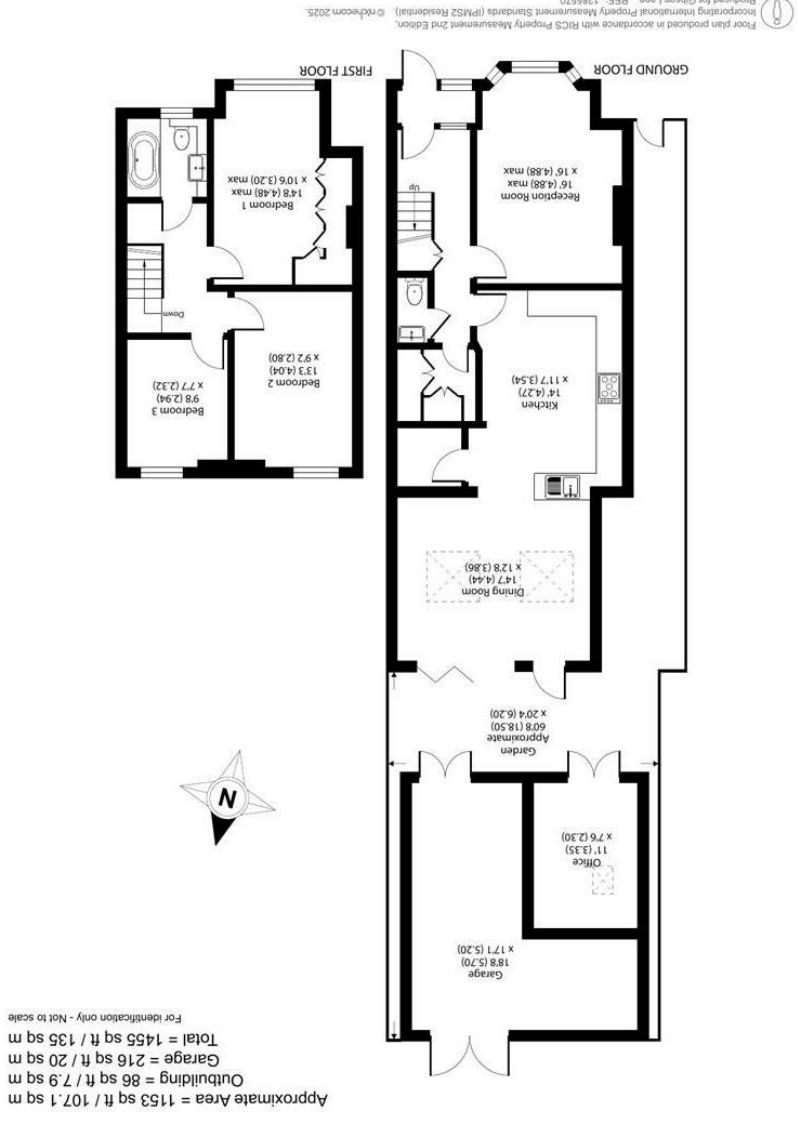 Approximate Area = 1153 sq ft / 107.1 sq m
Outbuilding = 86 sq ft / 7.9 sq m
Garage = 216 sq ft / 20 sq m
Total = 1455 sq ft / 135 sq m
For identification only - Not to scale
Garage
18'8 (5.70)
x 17'1 (5.20)
Office
11' (3.35)
x 7'6 (2.30)
N
Garden
Approximate
60'8 (18.50)
x 20'4 (6.20)
Dining Room
14'7 (4.44)
x 12'8 (3.86)
Kitchen
14' (4.27)
x 11'7 (3.54)
Up
Reception Room
16' (4.88) max
x 16' (4.88) max
GROUND FLOOR
Bedroom 2
13'3 (4.04)
x 9'2 (2.80)
Bedroom 3
9'8 (2.94)
x 7'7 (2.32)
Down
Bedroom 1
14'8 (4.48) max
x 10'6 (3.20) max
FIRST FLOOR
Floor plan produced in accordance with RICS Property Measurement 2nd Edition,
Incorporating International Property Measurement Standards (IPMS2 Residential). © nichecom 2025.
Produced for Gibson Lane. REF: